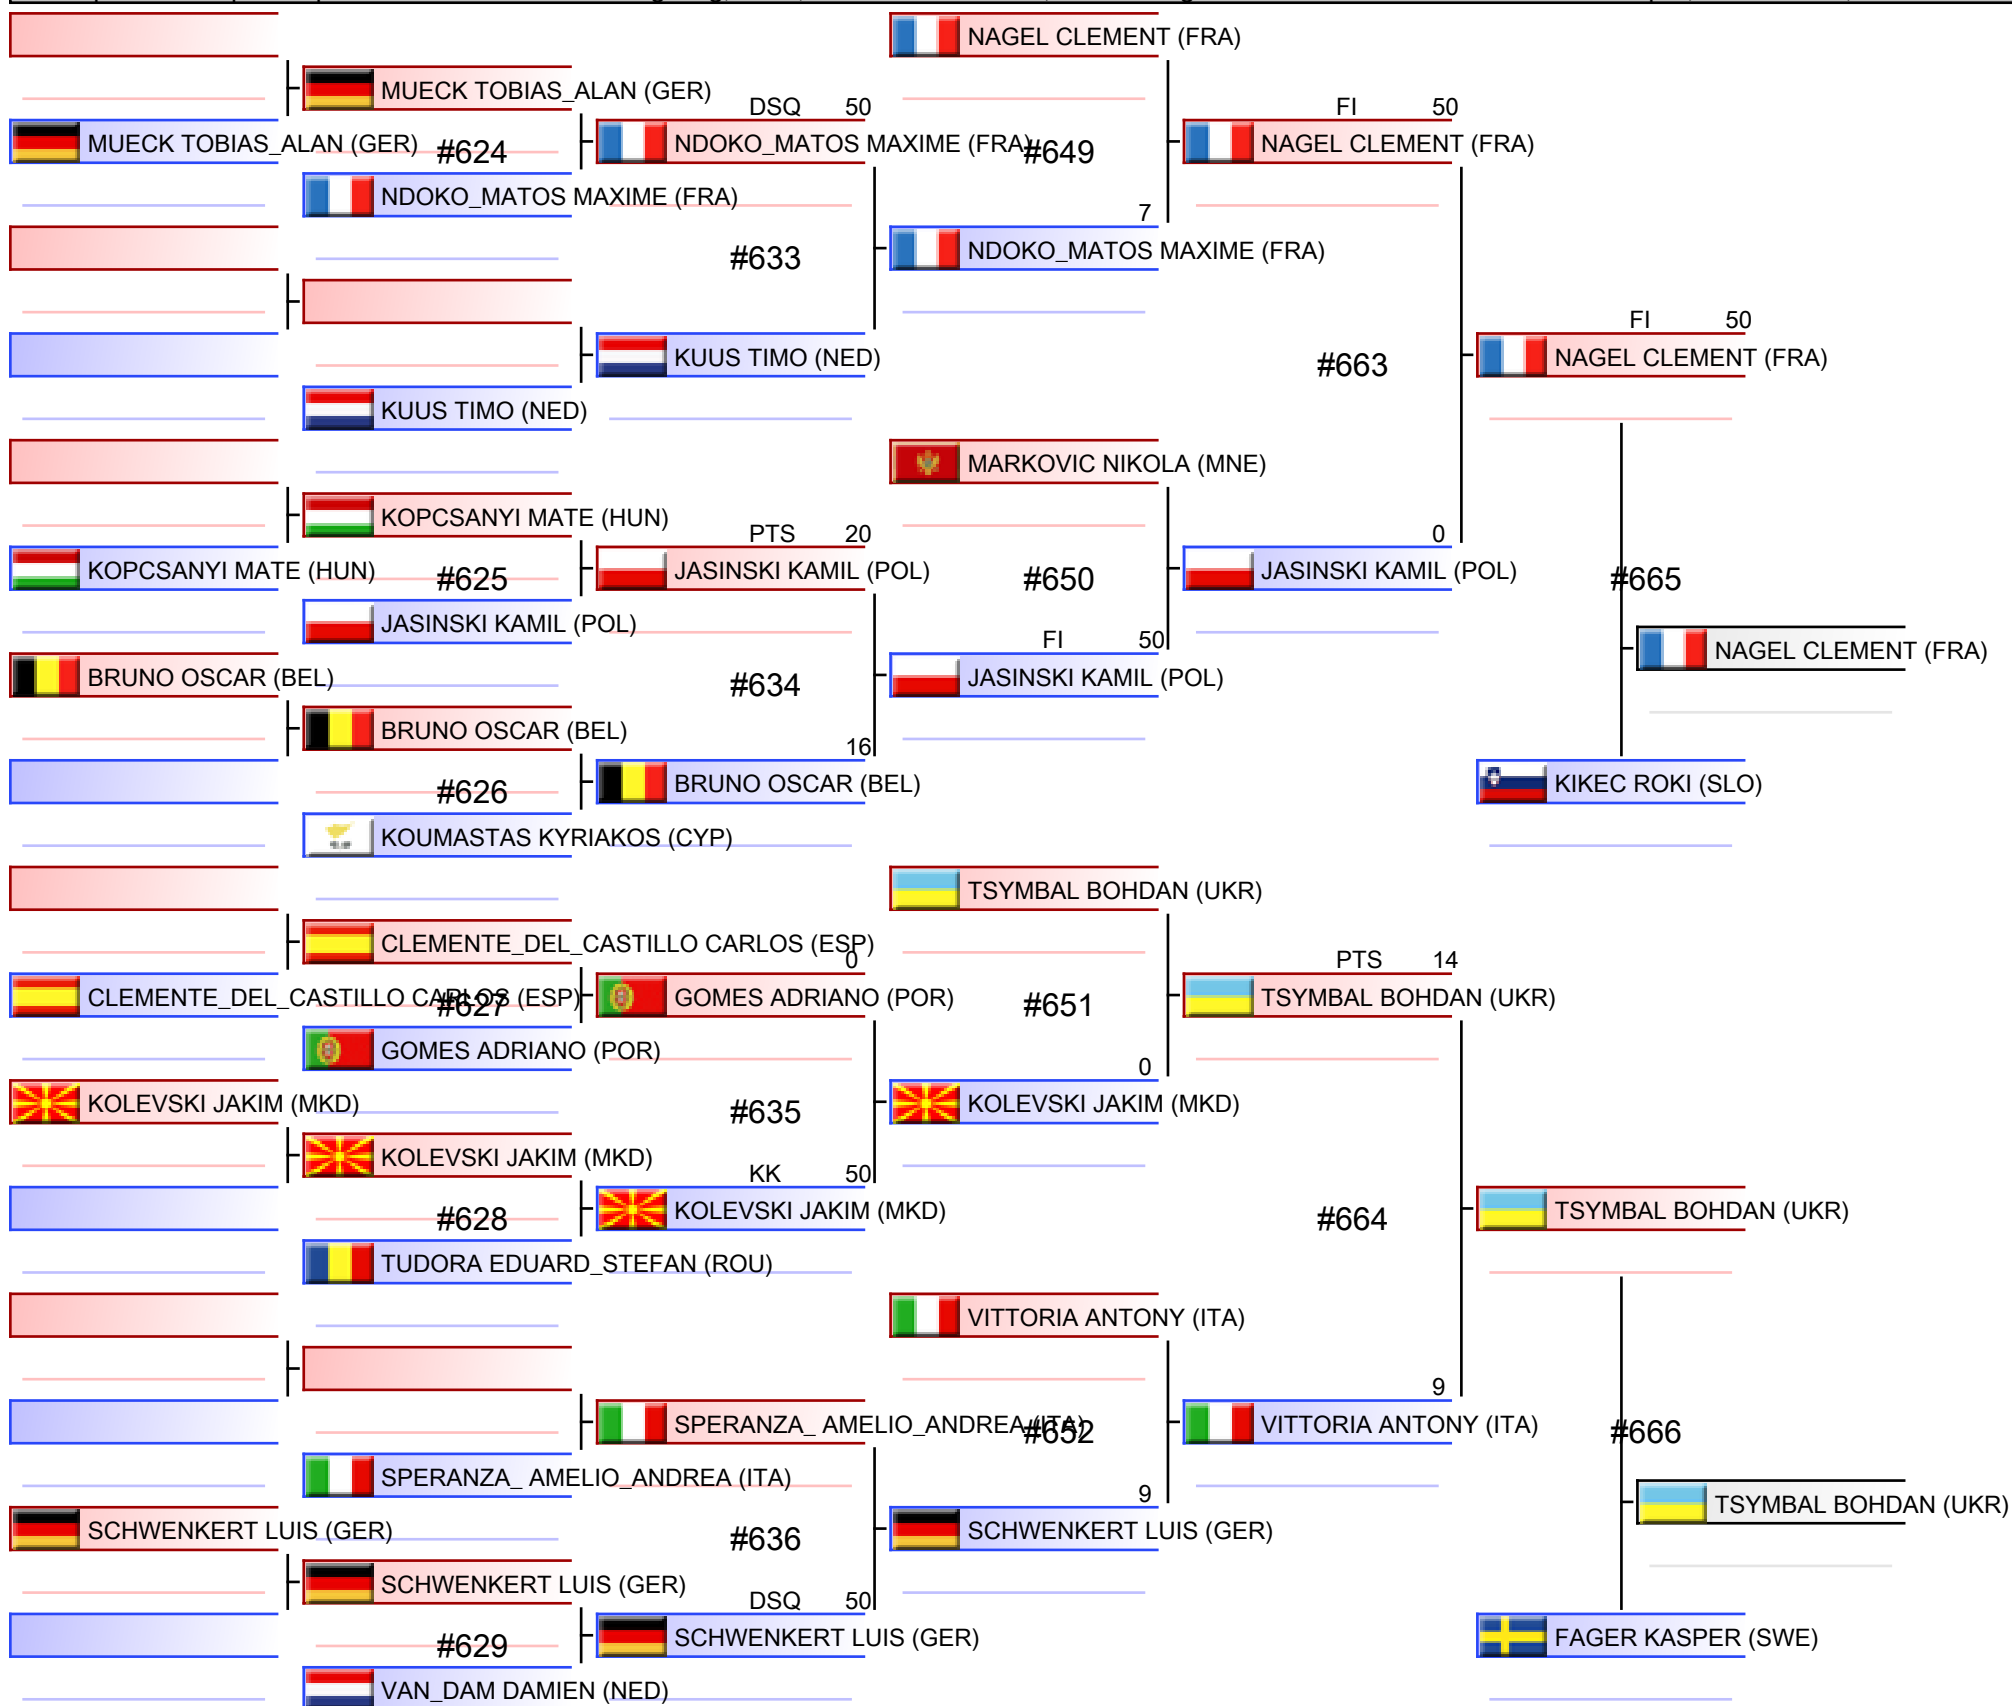 NAGEL CLEMENT (FRA)
MUECK TOBIAS_ALAN (GER)
DSQ 50
FI 50
MUECK TOBIAS_ALAN (GER)
#624
NDOKO_MATOS MAXIME (FRA)
#649
NAGEL CLEMENT (FRA)
NDOKO_MATOS MAXIME (FRA)
7
#633
NDOKO_MATOS MAXIME (FRA)
FI 50
KUUS TIMO (NED)
#663
NAGEL CLEMENT (FRA)
KUUS TIMO (NED)
MARKOVIC NIKOLA (MNE)
KOPCSANYI MATE (HUN)
PTS 20
0
KOPCSANYI MATE (HUN)
#625
JASINSKI KAMIL (POL)
#650
JASINSKI KAMIL (POL)
#665
JASINSKI KAMIL (POL)
FI 50
NAGEL CLEMENT (FRA)
BRUNO OSCAR (BEL)
#634
JASINSKI KAMIL (POL)
BRUNO OSCAR (BEL)
16
#626
BRUNO OSCAR (BEL)
KIKEC ROKI (SLO)
KOUMASTAS KYRIAKOS (CYP)
TSYMBAL BOHDAN (UKR)
CLEMENTE_DEL_CASTILLO CARLOS (ESP)
0
PTS 14
CLEMENTE_DEL_CASTILLO CARLOS (ESP)
#627
GOMES ADRIANO (POR)
#651
TSYMBAL BOHDAN (UKR)
GOMES ADRIANO (POR)
0
KOLEVSKI JAKIM (MKD)
#635
KOLEVSKI JAKIM (MKD)
KOLEVSKI JAKIM (MKD)
KK 50
#628
KOLEVSKI JAKIM (MKD)
#664
TSYMBAL BOHDAN (UKR)
TUDORA EDUARD_STEFAN (ROU)
VITTORIA ANTONY (ITA)
9
SPERANZA_ AMELIO_ANDREA (ITA)
#652
VITTORIA ANTONY (ITA)
#666
SPERANZA_ AMELIO_ANDREA (ITA)
9
TSYMBAL BOHDAN (UKR)
SCHWENKERT LUIS (GER)
#636
SCHWENKERT LUIS (GER)
SCHWENKERT LUIS (GER)
DSQ 50
#629
SCHWENKERT LUIS (GER)
FAGER KASPER (SWE)
VAN_DAM DAMIEN (NED)